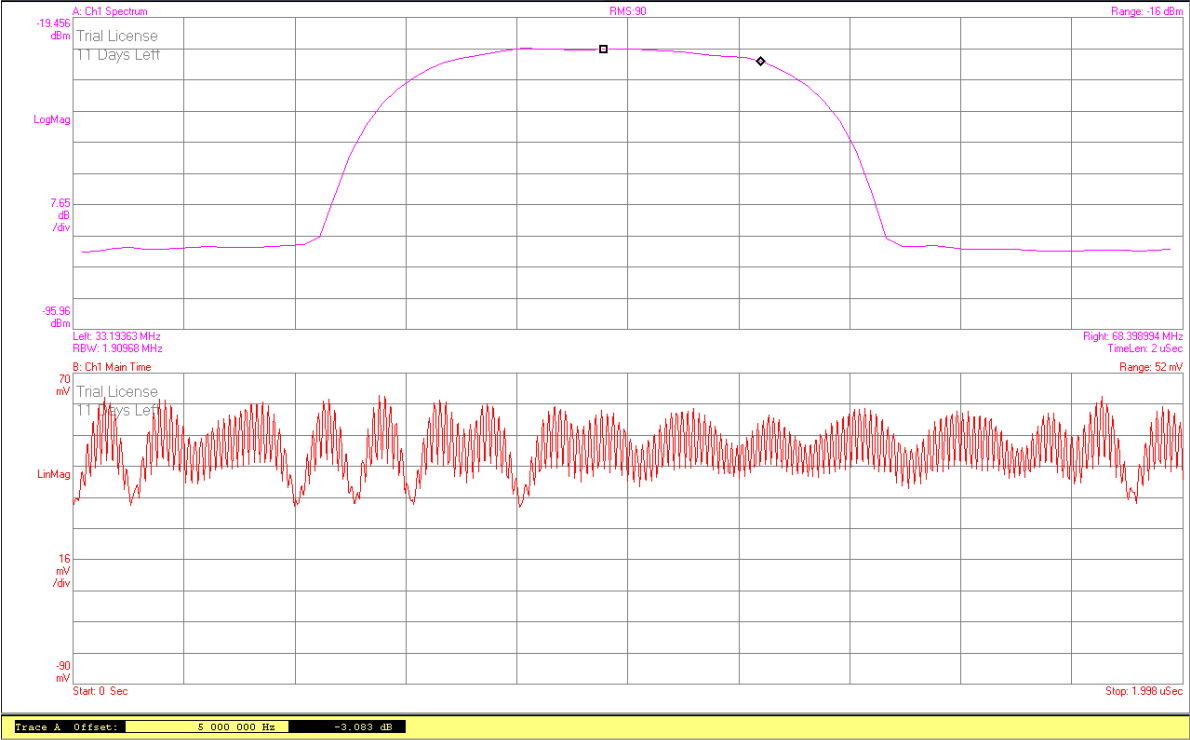 A: Ch1 Spectrum RMS:90 Range: -16 dBm
-19.456
dBm
Trial License
11 Days Left
LogMag
7.65
dB
/div
-95.96
dBm
Left: 33.19363 MHz Right: 68.398994 MHz
RBW: 1.90968 MHz TimeLen: 2 uSec
B: Ch1 Main Time Range: 52 mV
70
mV
Trial License
11 Days Left
LinMag
16
mV
/div
-90
mV
Start: 0 Sec Stop: 1.998 uSec
Trace A Offset: 5 000 000 Hz -3.083 dB